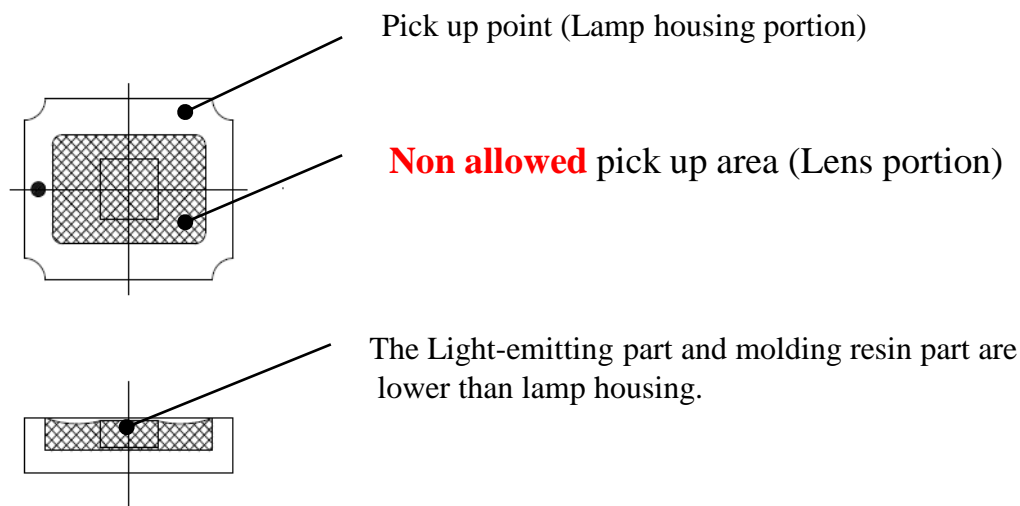 Pick up point (Lamp housing portion)
Non allowed pick up area (Lens portion)
The Light-emitting part and molding resin part are
lower than lamp housing.